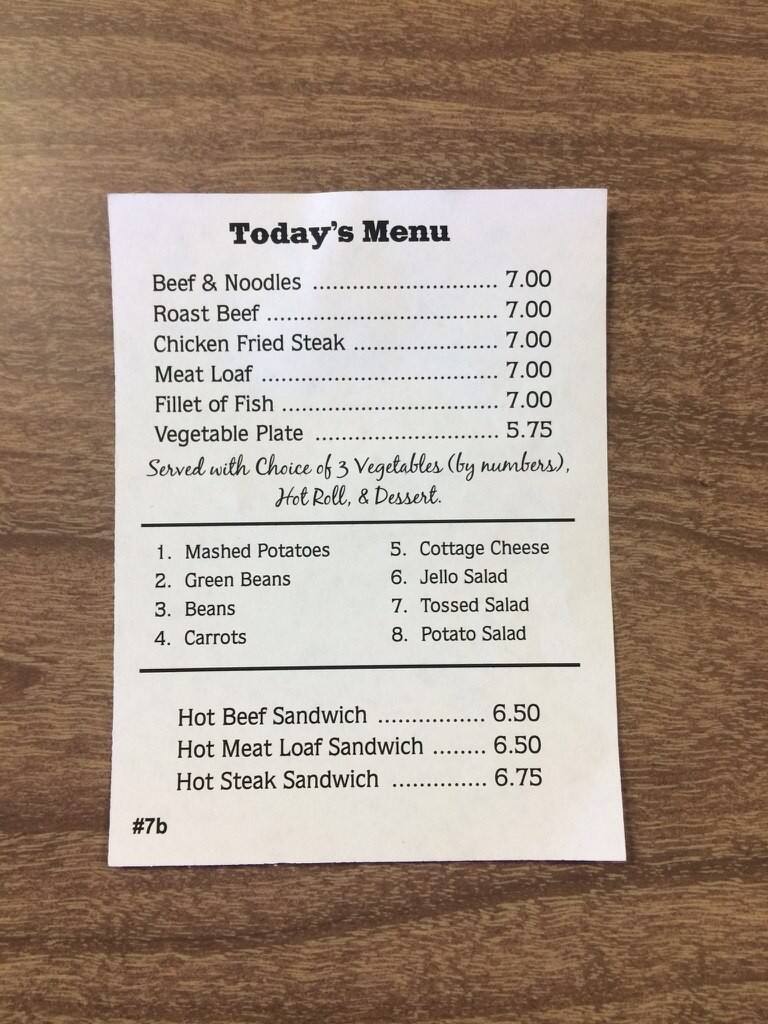 Today's Menu
Beef & Noodles ................................ 7.00
Roast Beef ........................................ 7.00
Chicken Fried Steak ......................... 7.00
Meat Loaf ......................................... 7.00
Fillet of Fish ...................................... 7.00
Vegetable Plate ................................ 5.75
Served with Choice of 3 Vegetables (by numbers),
Hot Roll, & Dessert.
1. Mashed Potatoes
2. Green Beans
3. Beans
4. Carrots
5. Cottage Cheese
6. Jello Salad
7. Tossed Salad
8. Potato Salad
Hot Beef Sandwich ................. 6.50
Hot Meat Loaf Sandwich ........ 6.50
Hot Steak Sandwich ............... 6.75
#7b